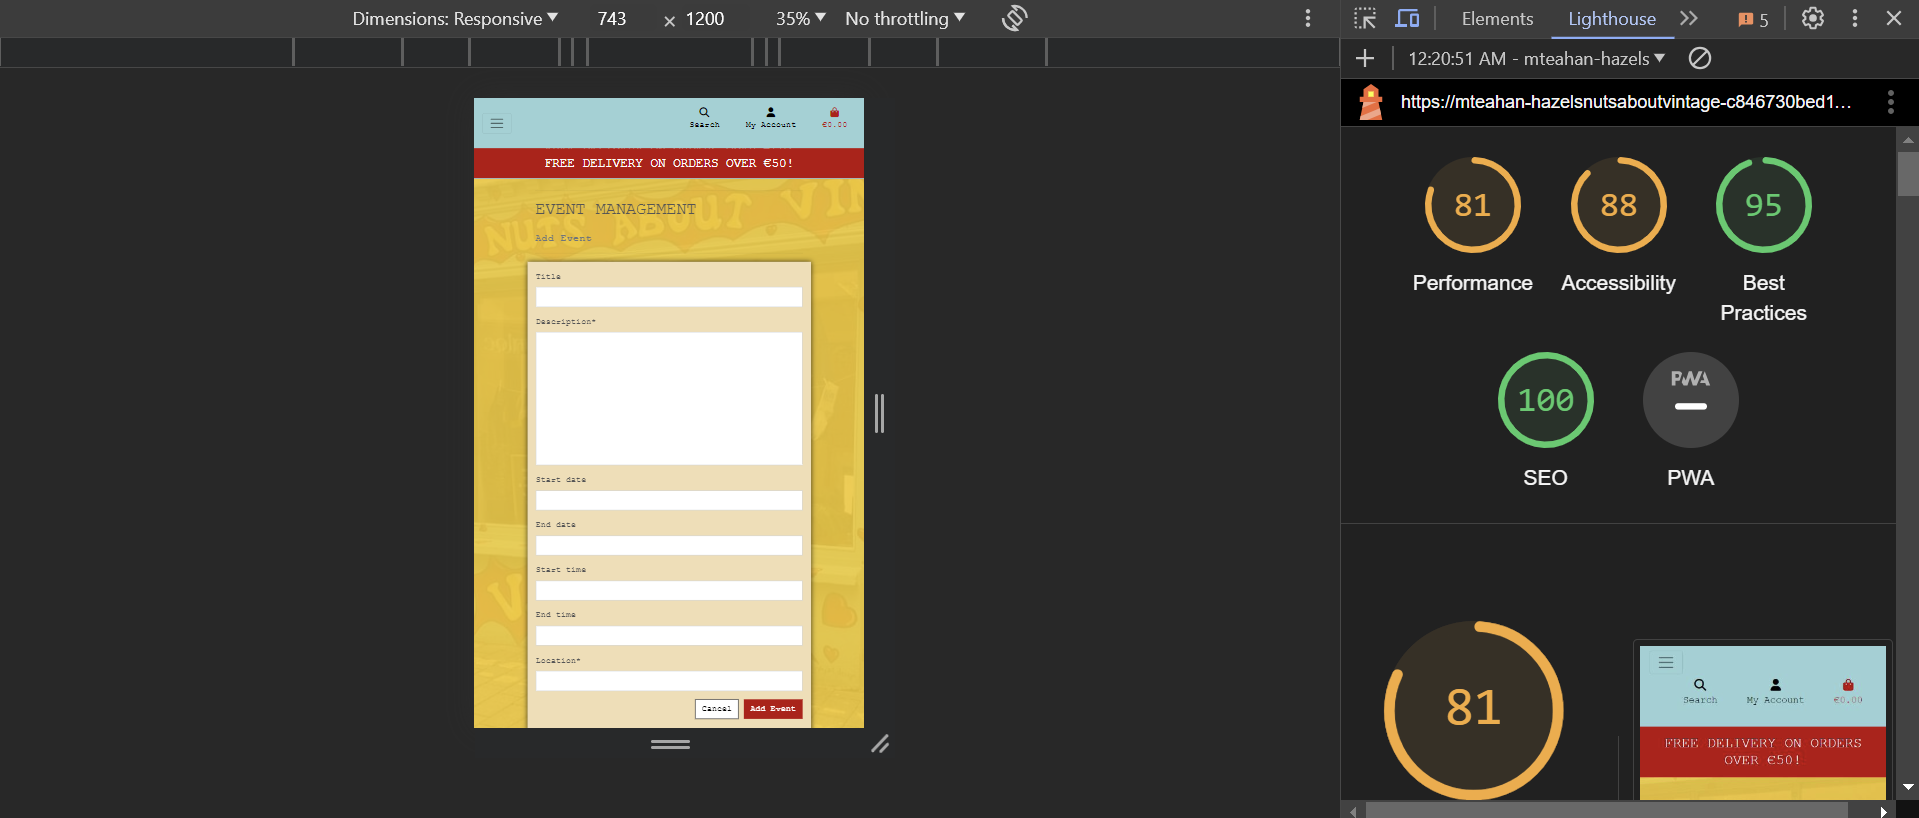 Dimensions: Responsive 743 × 1200 35% No throttling
Elements Lighthouse 5
12:20:51 AM - mteahan-hazels
https://mteahan-hazelsnutsaboutvintage-c846730bed1...
Search My Account €0.00
FREE DELIVERY ON ORDERS OVER €50!
NUTS ABOUT VIN
EVENT MANAGEMENT
Add Event
Title
Description*
Start date
End date
Start time
End time
Location*
Cancel Add Event
81 88 95
Performance Accessibility Best
Practices
100 PWA
SEO PWA
81
Search My Account €0.00
FREE DELIVERY ON ORDERS
OVER €50!